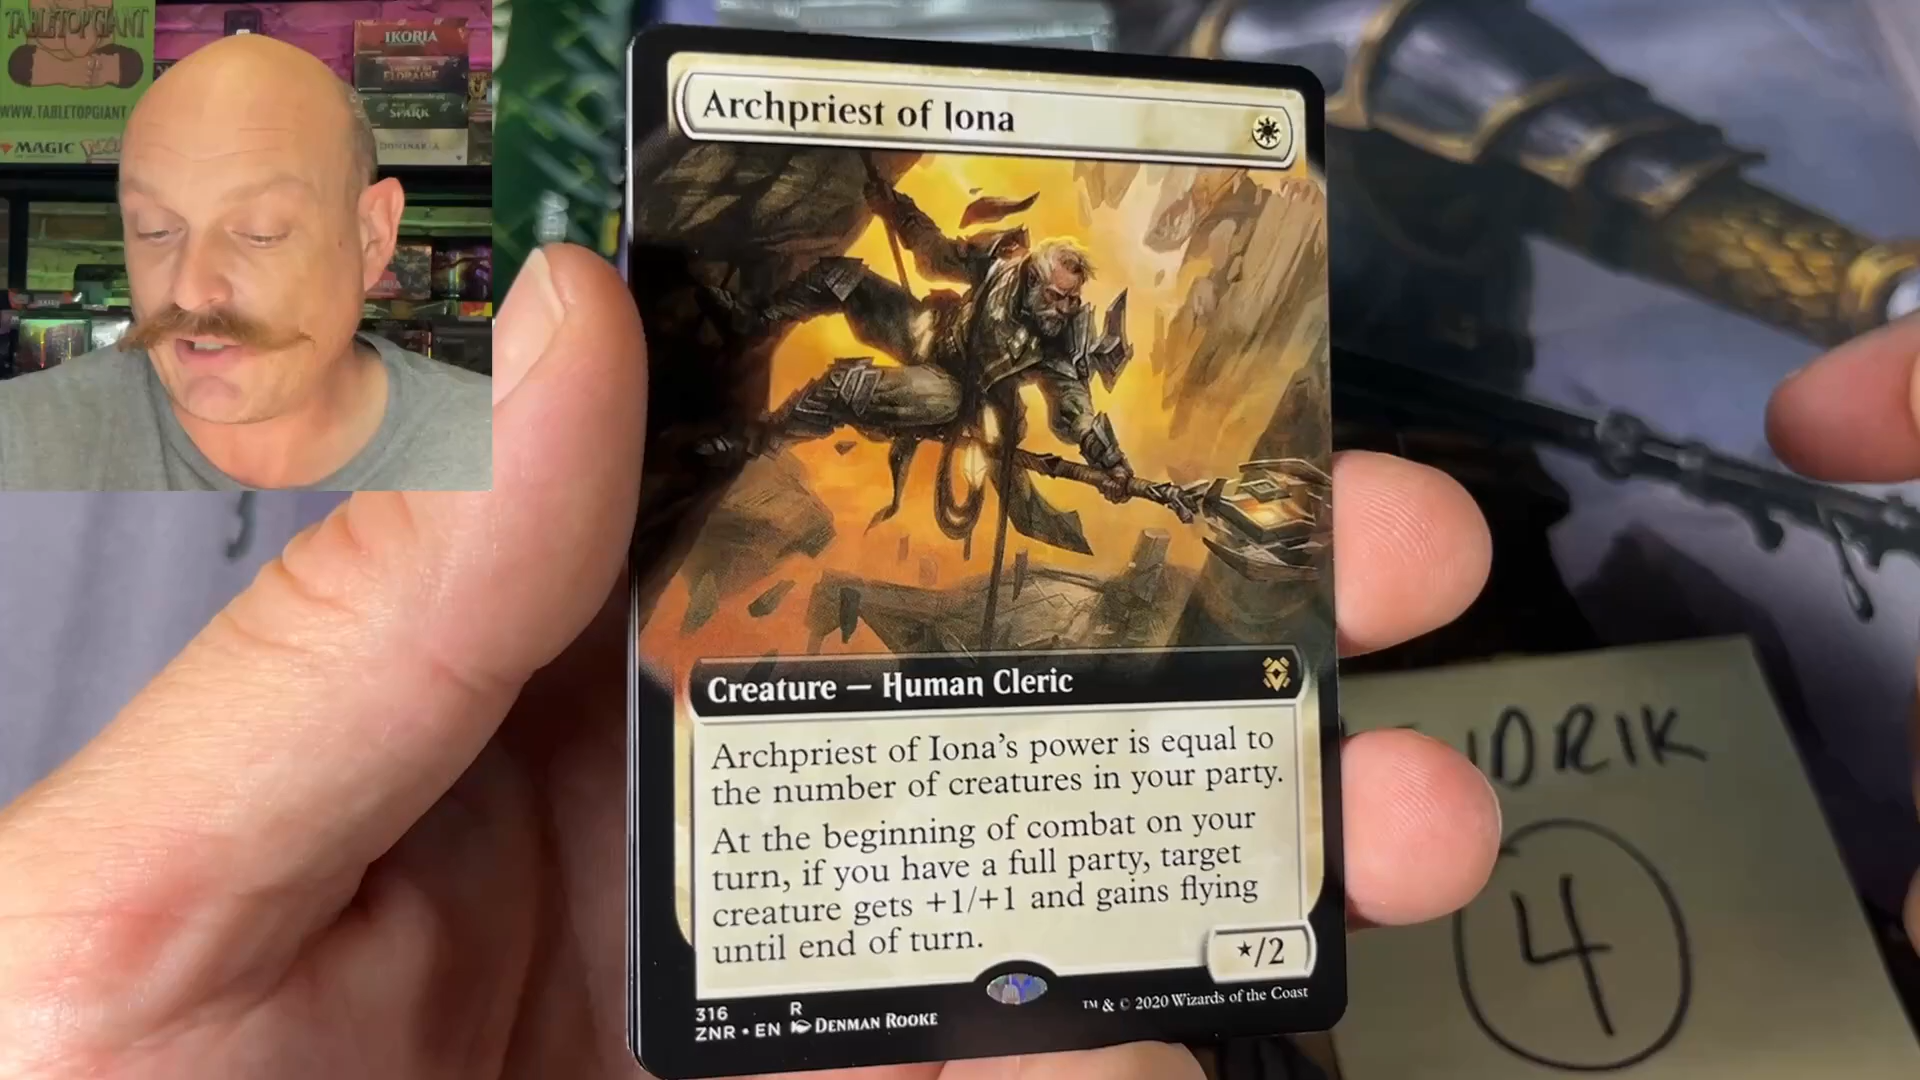 TABLETOP GIANT
WWW.TABLETOPGIANT
MAGIC
IKORIA
ELDRAINE
SPARK
DOMINARIA
Archpriest of Iona
Creature — Human Cleric
Archpriest of Iona's power is equal to
the number of creatures in your party.
At the beginning of combat on your
turn, if you have a full party, target
creature gets +1/+1 and gains flying
until end of turn.
★/2
316 R
ZNR • EN DENMAN ROOKE
™ & © 2020 Wizards of the Coast
DRIK
4